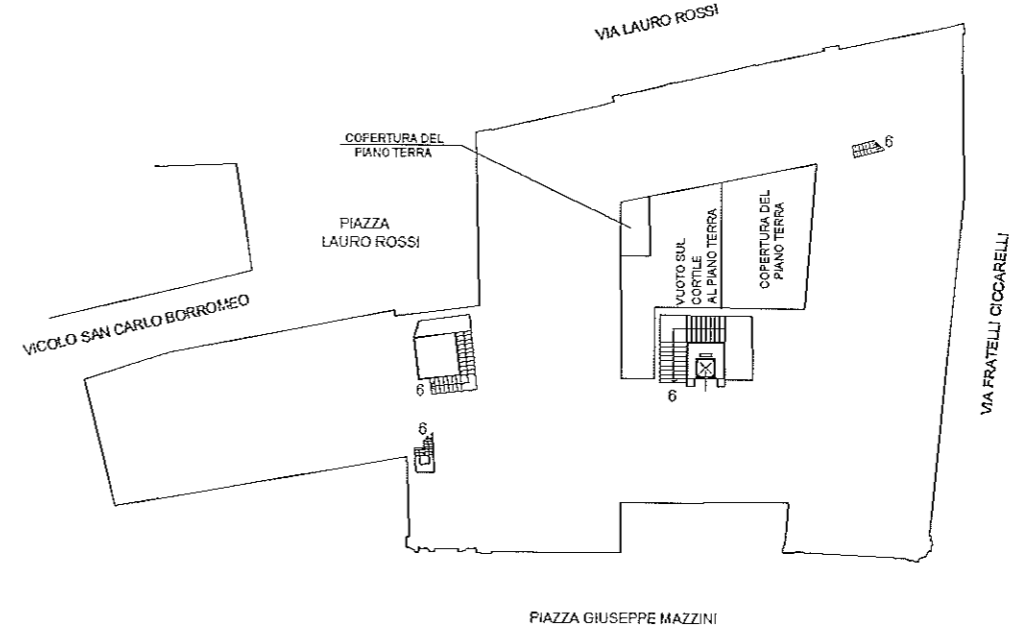 VIA LAURO ROSSI
COPERTURA DEL
PIANO TERRA
6
PIAZZA
LAURO ROSSI
VUOTO SUL
CORTILE
AL PIANO TERRA
COPERTURA DEL
PIANO TERRA
VIA FRATELLI CICCARELLI
VICOLO SAN CARLO BORROMEO
6
6
6
PIAZZA GIUSEPPE MAZZINI